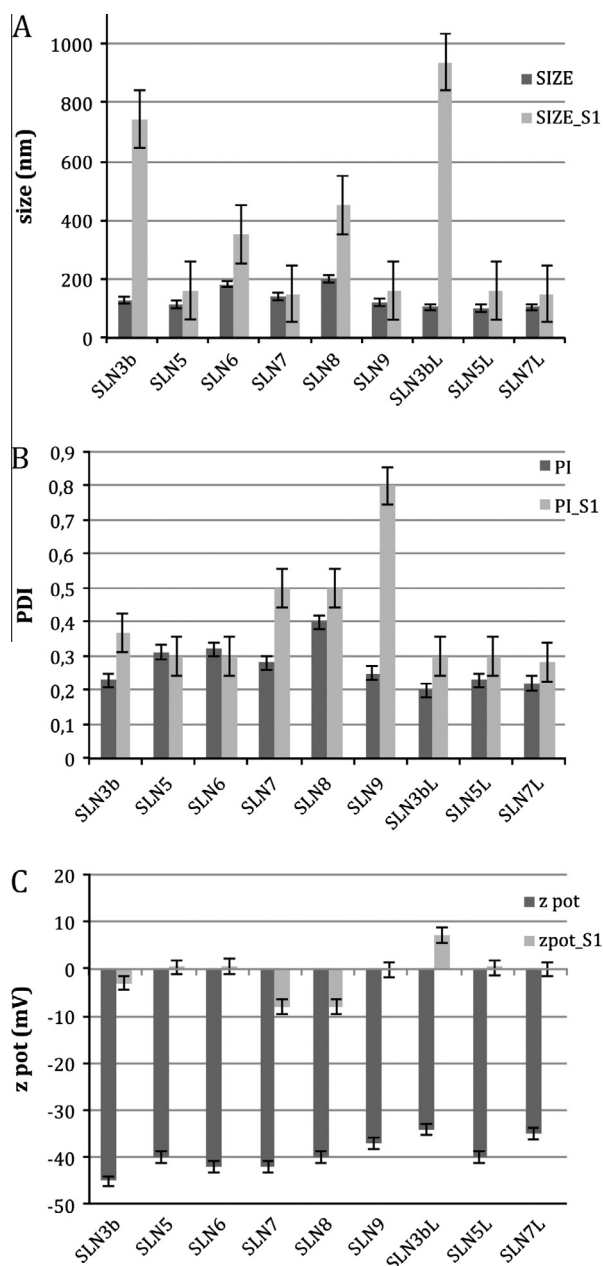 A
1000
800
600
400
200
0
size (nm)
SIZE
SIZE_S1
SLN3b
SLN5
SLN6
SLN7
SLN8
SLN9
SLN3bL
SLN5L
SLN7L
B
0,9
0,8
0,7
0,6
0,5
0,4
0,3
0,2
0,1
0
PDI
PI
PI_S1
SLN3b
SLN5
SLN6
SLN7
SLN8
SLN9
SLN3bL
SLN5L
SLN7L
C
20
10
0
-10
-20
-30
-40
-50
z pot (mV)
z pot
zpot_S1
SLN3b
SLN5
SLN6
SLN7
SLN8
SLN9
SLN3bL
SLN5L
SLN7L